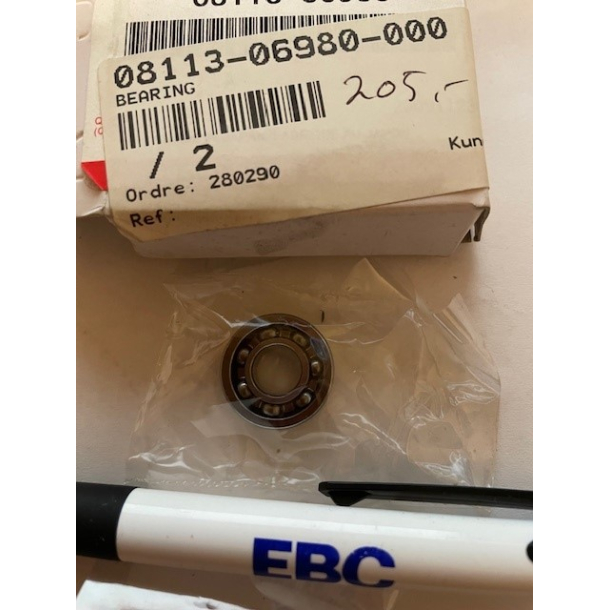 08113-06980-000
BEARING
205,-
/ 2
Kun
Ordre: 280290
Ref:
EBC